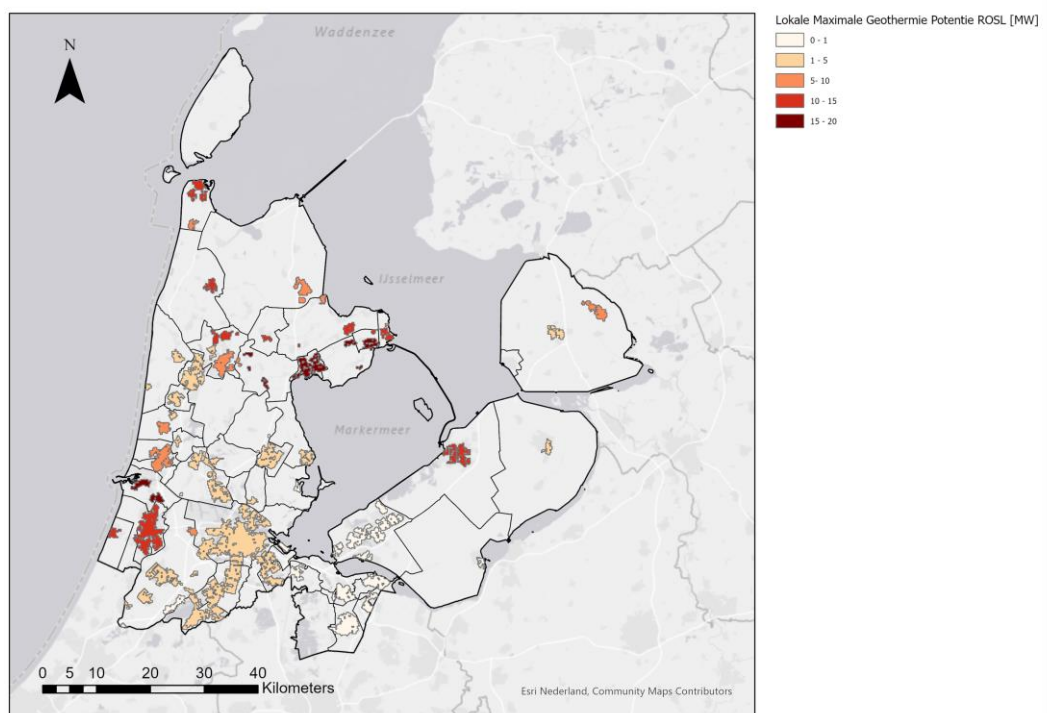 Waddenzee
N
IJsselmeer
Markermeer
0 5 10 20 30 40
Kilometers
Esri Nederland, Community Maps Contributors
Lokale Maximale Geothermie Potentie ROSL [MW]
0 - 1
1 - 5
5- 10
10 - 15
15 - 20